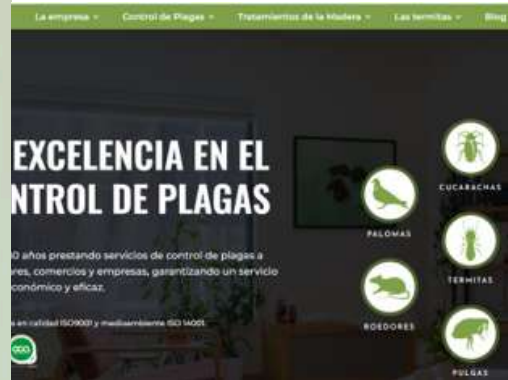 La empresa
Control de Plagas
Tratamientos de la Madera
Las termitas
Blog
EXCELENCIA EN EL
NTROL DE PLAGAS
0 años prestando servicios de control de plagas a
res, comercios y empresas, garantizando un servicio
conómico y eficaz.
s en calidad ISO9001 y medioambiente ISO 14001.
CUCARACHAS
PALOMAS
TERMITAS
ROEDORES
PULGAS